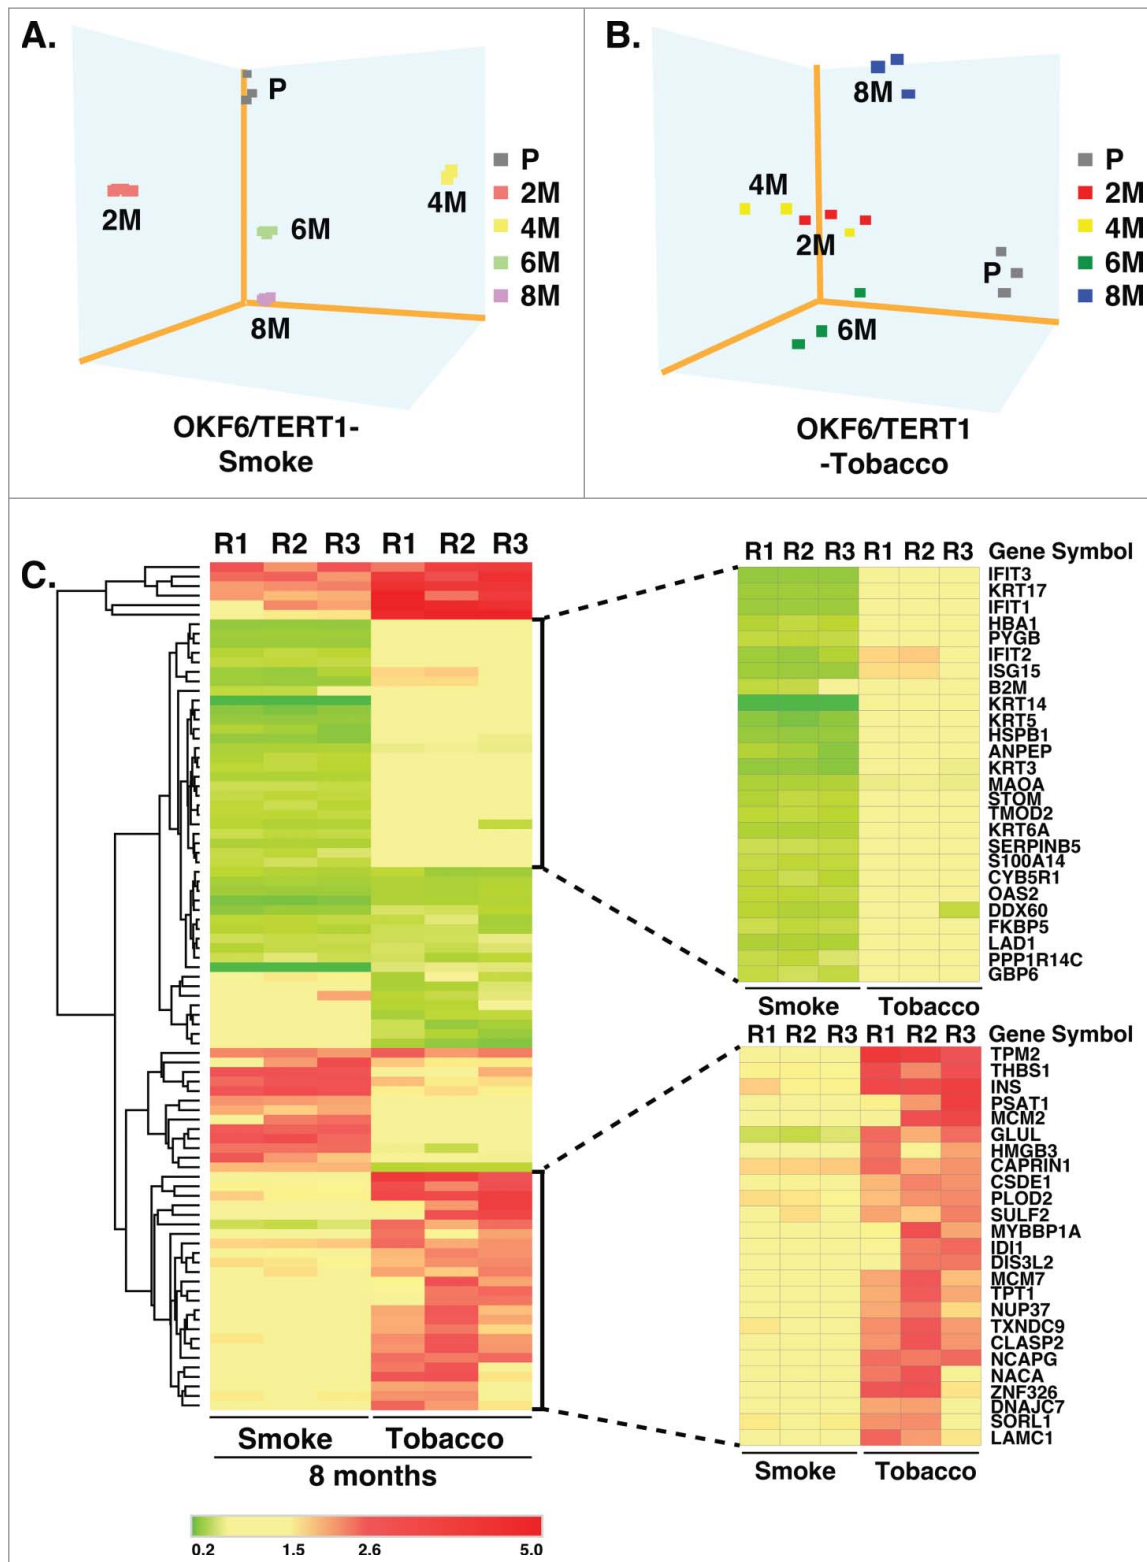 A.
P
2M
4M
6M
8M
P
2M
4M
6M
8M
OKF6/TERT1-
Smoke
B.
8M
4M
2M
P
6M
P
2M
4M
6M
8M
OKF6/TERT1
-Tobacco
C.
R1 R2 R3 R1 R2 R3
Smoke Tobacco
8 months
0.2 1.5 2.6 5.0
R1 R2 R3 R1 R2 R3 Gene Symbol
IFIT3
KRT17
IFIT1
HBA1
PYGB
IFIT2
ISG15
B2M
KRT14
KRT5
HSPB1
ANPEP
KRT3
MAOA
STOM
TMOD2
KRT6A
SERPINB5
S100A14
CYB5R1
OAS2
DDX60
FKBP5
LAD1
PPP1R14C
GBP6
Smoke Tobacco
R1 R2 R3 R1 R2 R3 Gene Symbol
TPM2
THBS1
INS
PSAT1
MCM2
GLUL
HMGB3
CAPRIN1
CSDE1
PLOD2
SULF2
MYBBP1A
IDI1
DIS3L2
MCM7
TPT1
NUP37
TXNDC9
CLASP2
NCAPG
NACA
ZNF326
DNAJC7
SORL1
LAMC1
Smoke Tobacco